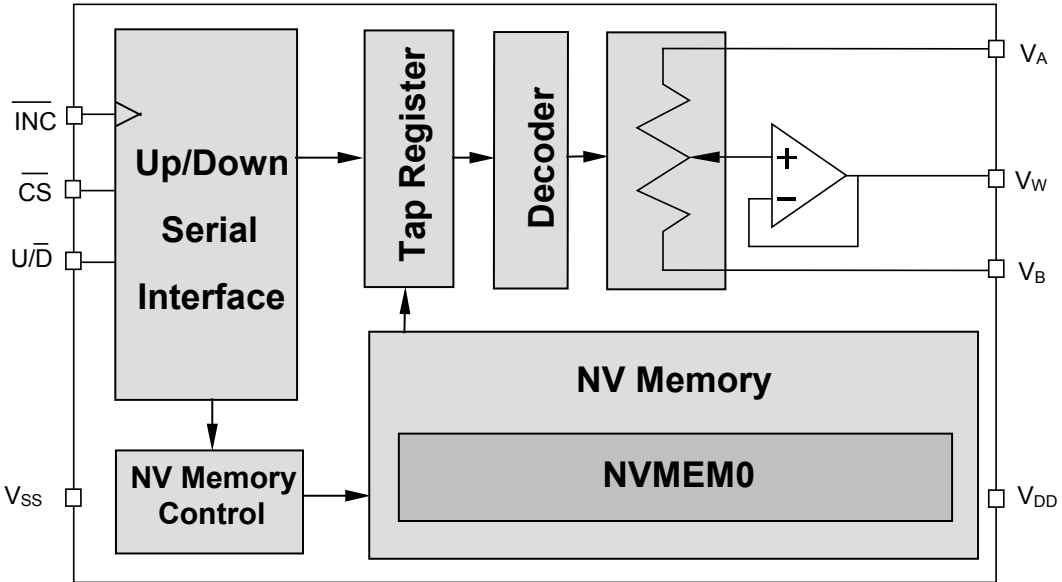 INC
CS
U/D
VSS
Up/Down
Serial
Interface
Tap Register
Decoder
+
−
VA
VW
VB
VDD
NV Memory
Control
NV Memory
NVMEM0